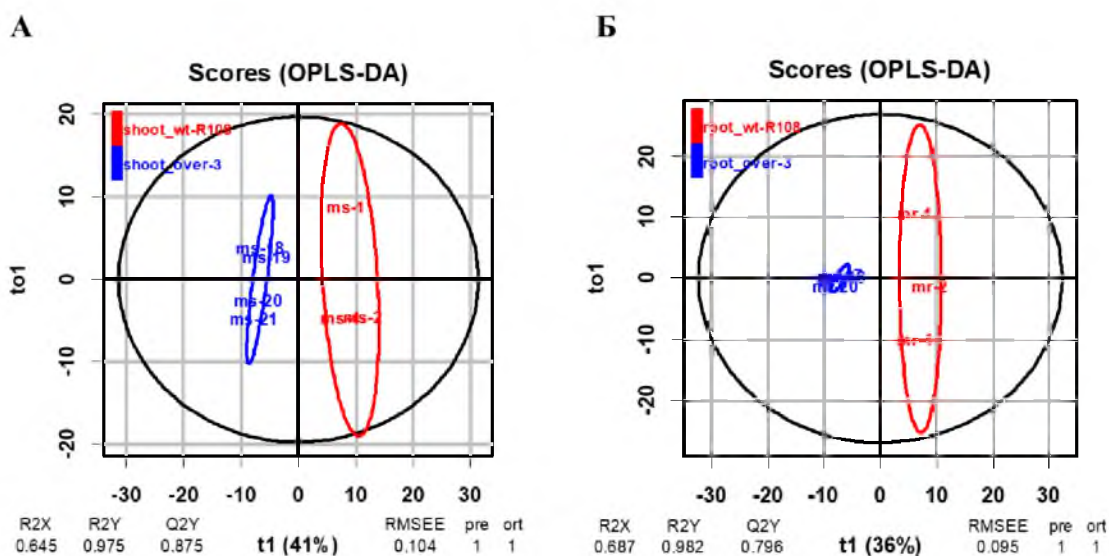 А
Scores (OPLS-DA)
shoot_wt-R108
shoot_over-3
20
10
0
-10
-20
to1
ms-1
ms-18
ms-19
ms-20
ms-21
-30 -20 -10 0 10 20 30
R2X R2Y Q2Y RMSEE pre ort
0.645 0.975 0.875 t1 (41%) 0.104 1 1
Б
Scores (OPLS-DA)
root_wt-R108
root_over-3
20
10
0
-10
-20
to1
mr-2
-30 -20 -10 0 10 20 30
R2X R2Y Q2Y RMSEE pre ort
0.687 0.982 0.796 t1 (36%) 0.095 1 1